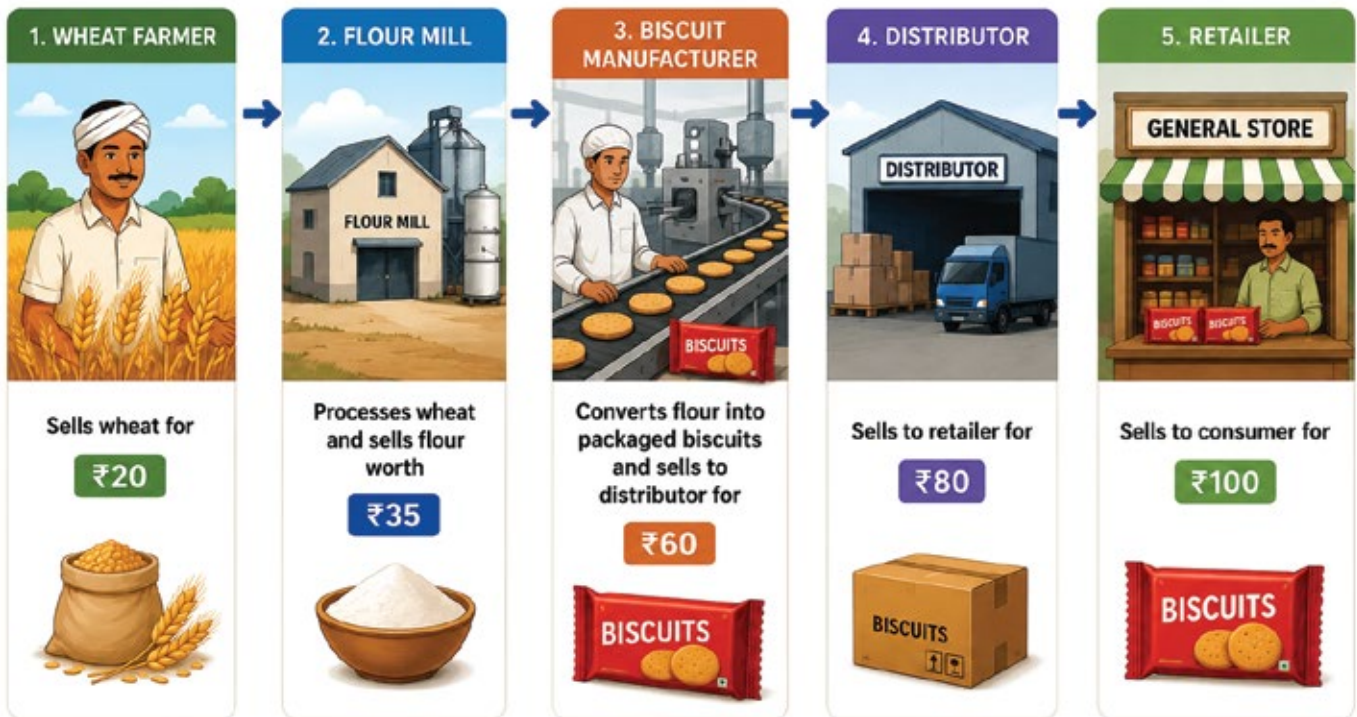 1. WHEAT FARMER
FLOUR MILL
Sells wheat for
₹20
2. FLOUR MILL
Processes wheat
and sells flour
worth
₹35
3. BISCUIT
MANUFACTURER
BISCUITS
Converts flour into
packaged biscuits
and sells to
distributor for
₹60
BISCUITS
4. DISTRIBUTOR
DISTRIBUTOR
Sells to retailer for
₹80
BISCUITS
5. RETAILER
GENERAL STORE
BISCUITS
BISCUITS
Sells to consumer for
₹100
BISCUITS